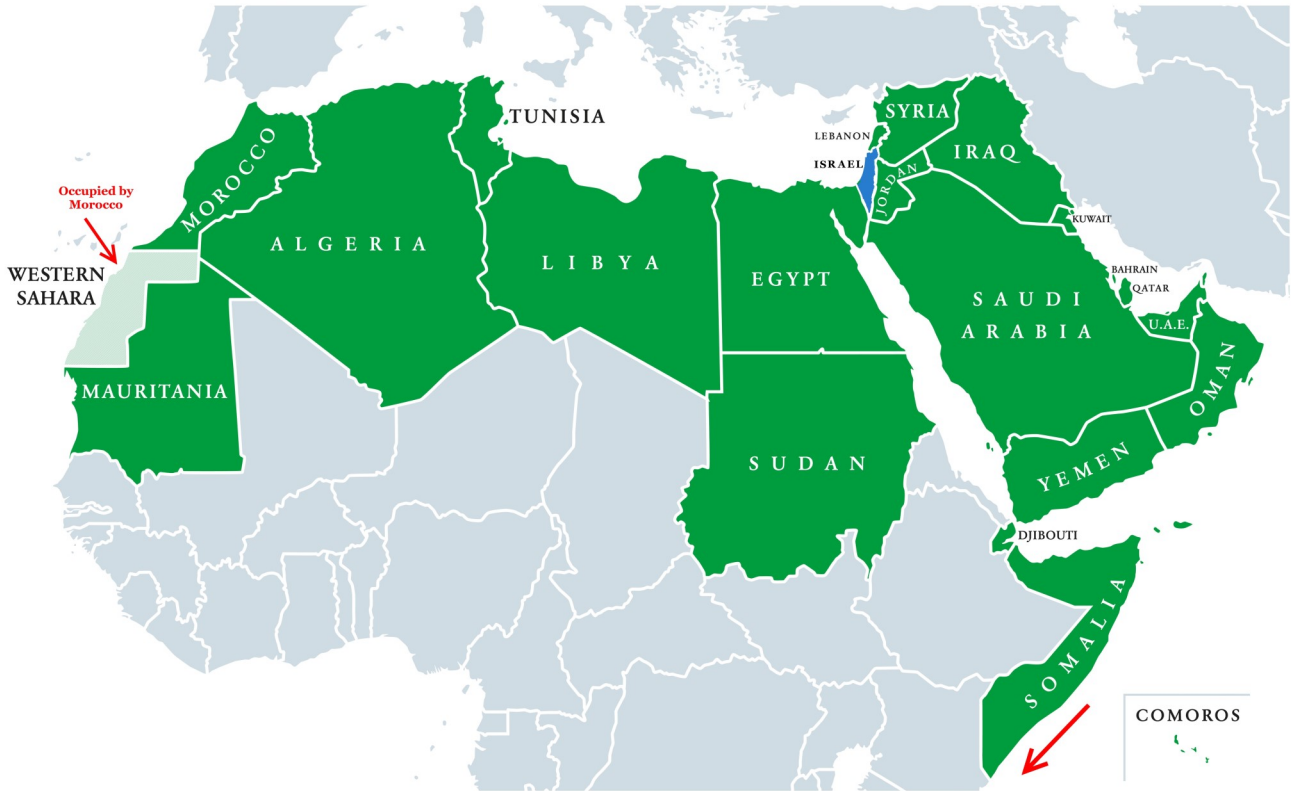 TUNISIA
SYRIA
LEBANON
ISRAEL
IRAQ
JORDAN
MOROCCO
Occupied by
Morocco
ALGERIA
LIBYA
EGYPT
KUWAIT
WESTERN
SAHARA
BAHRAIN
QATAR
SAUDI
ARABIA
U.A.E.
OMAN
MAURITANIA
SUDAN
YEMEN
DJIBOUTI
SOMALIA
COMOROS